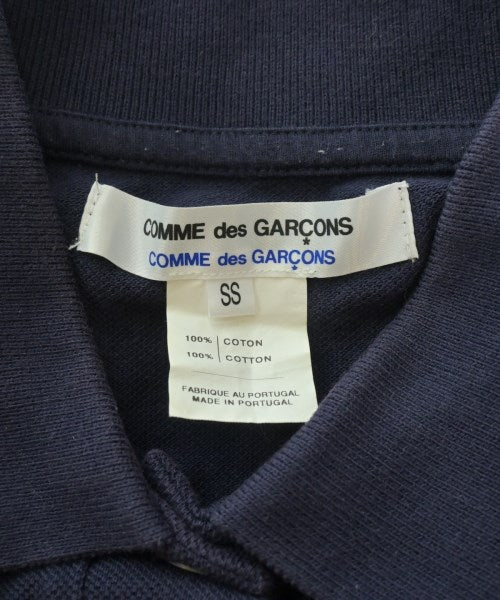 COMME des GARÇONS
COMME des GARÇONS
SS
100% COTON
100% COTTON
FABRIQUE AU PORTUGAL
MADE IN PORTUGAL